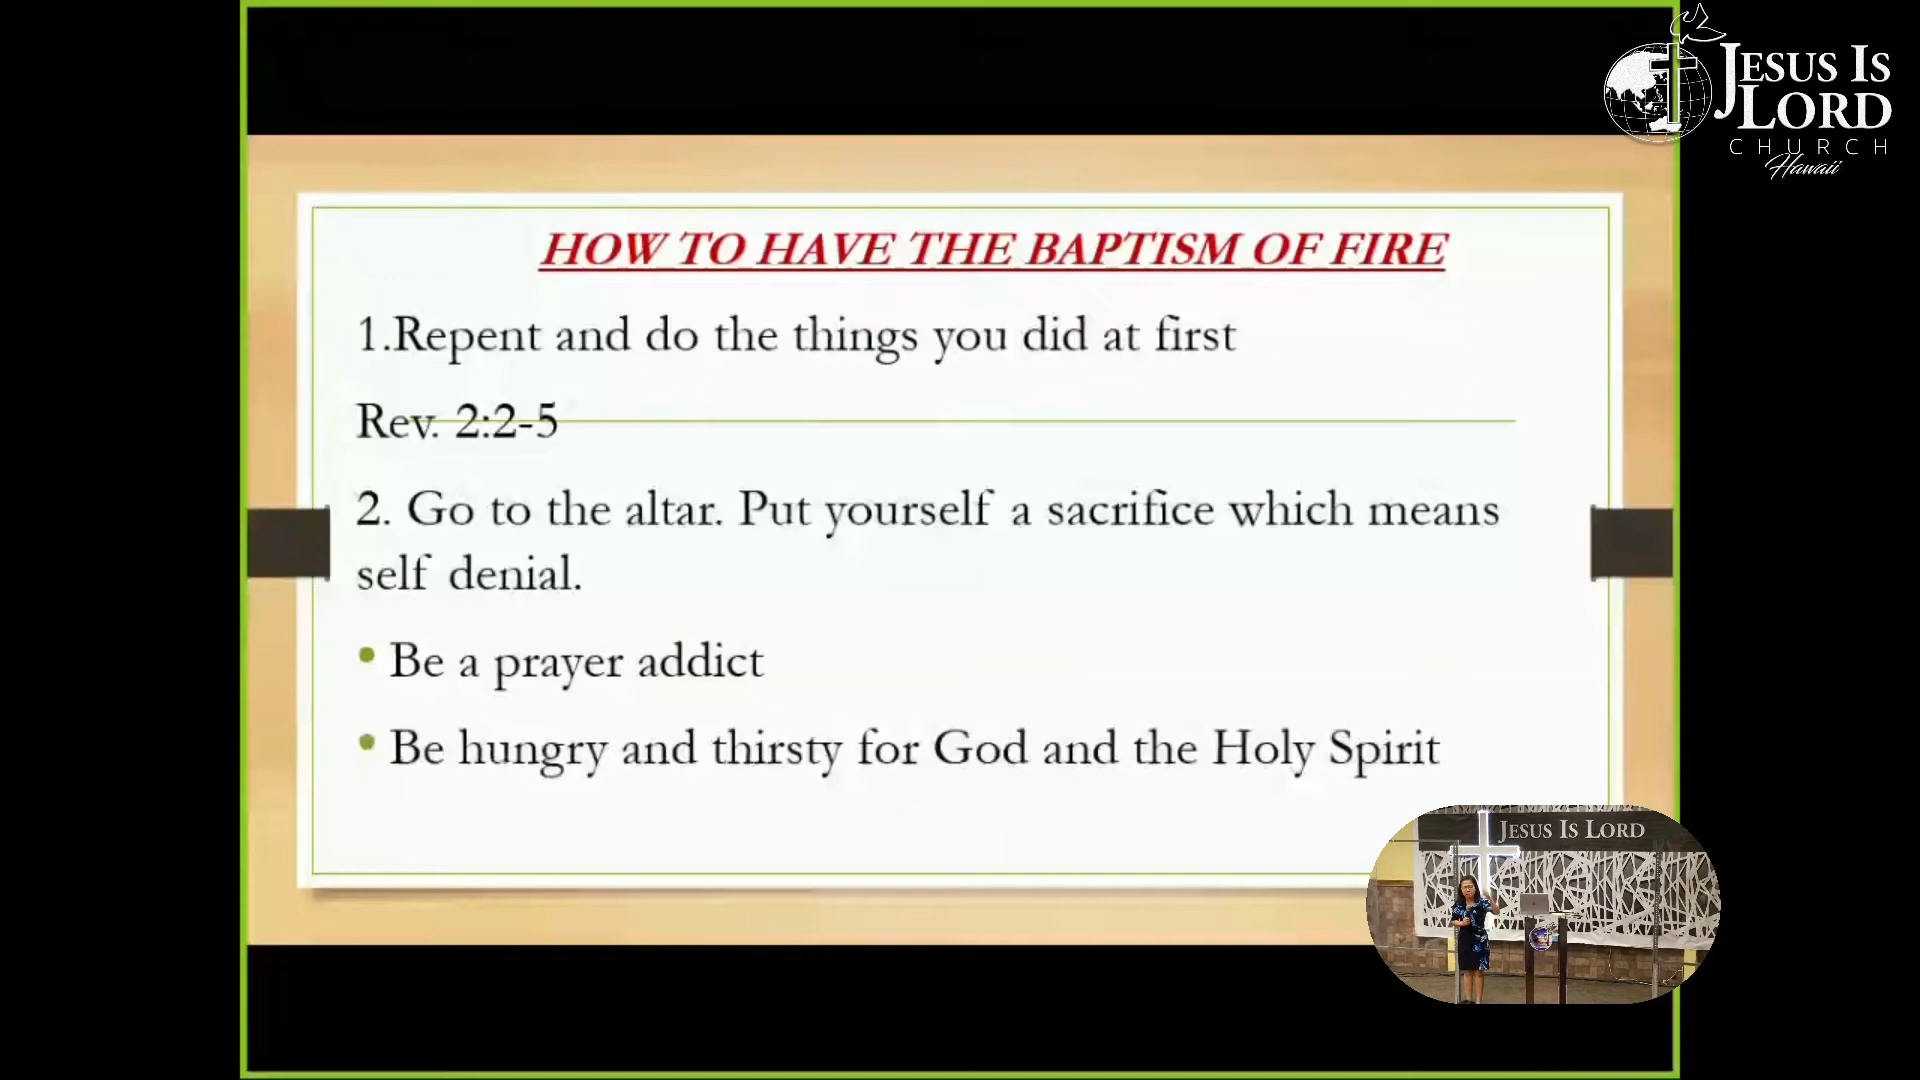 JESUS IS
LORD
CHURCH
Hawaii
HOW TO HAVE THE BAPTISM OF FIRE
1.Repent and do the things you did at first
Rev. 2:2-5
2. Go to the altar. Put yourself a sacrifice which means
self denial.
• Be a prayer addict
• Be hungry and thirsty for God and the Holy Spirit
JESUS IS LORD